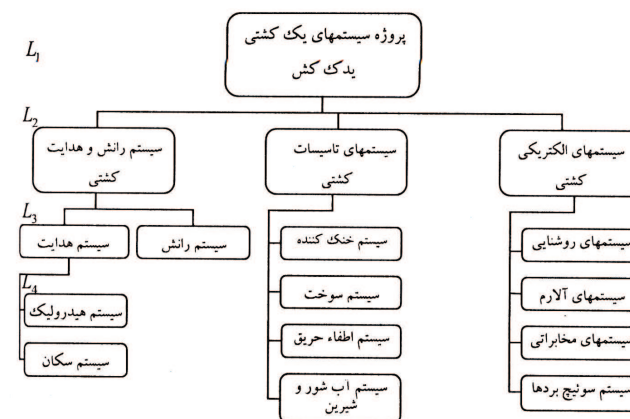 L₁
پروژه سیستمهای یک کشتی
یدک کش
L₂
سیستمهای الکتریکی
کشتی
سیستمهای تاسیسات
کشتی
سیستم رانش و هدایت
کشتی
L₃
سیستمهای روشنایی
سیستمهای آلارم
سیستمهای مخابراتی
سیستم سوئیچ بردها
سیستم خنک کننده
سیستم سوخت
سیستم اطفاء حریق
سیستم آب شور و
شیرین
سیستم رانش
سیستم هدایت
L₄
سیستم هیدرولیک
سیستم سکان